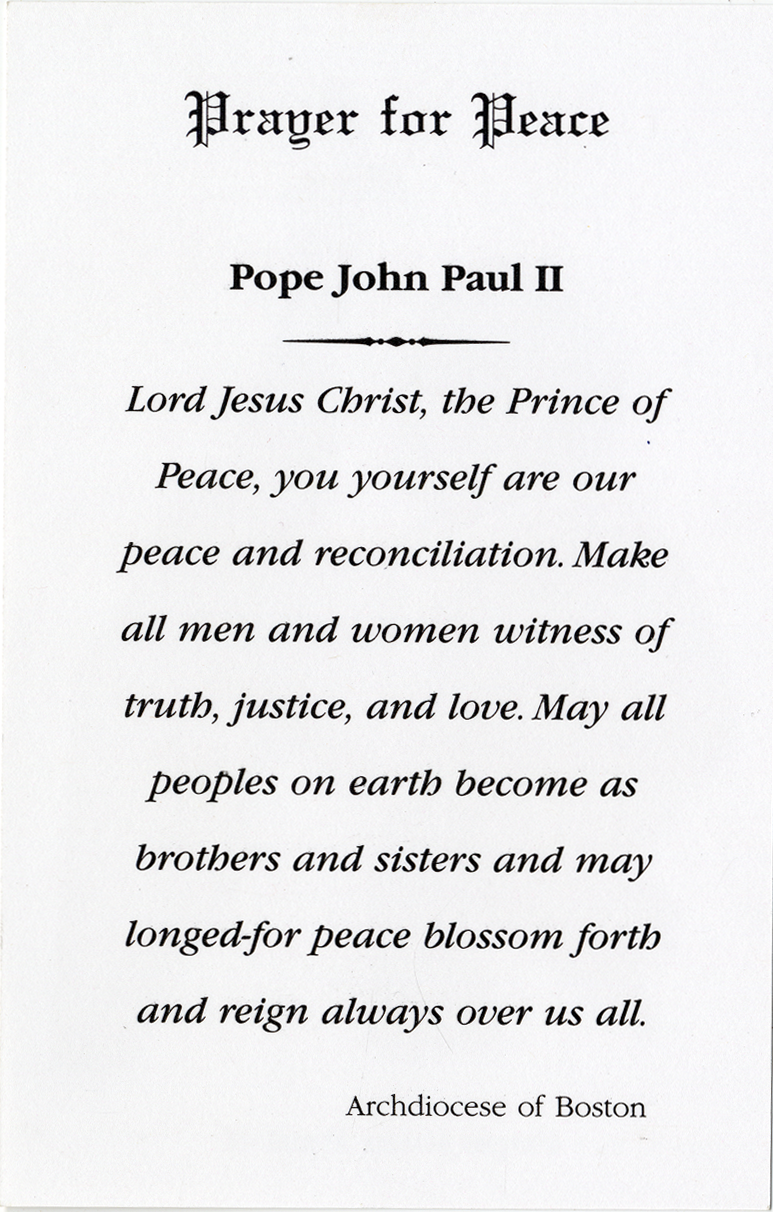 Prayer for Peace
Pope John Paul II
Lord Jesus Christ, the Prince of
Peace, you yourself are our
peace and reconciliation. Make
all men and women witness of
truth, justice, and love. May all
peoples on earth become as
brothers and sisters and may
longed-for peace blossom forth
and reign always over us all.
Archdiocese of Boston